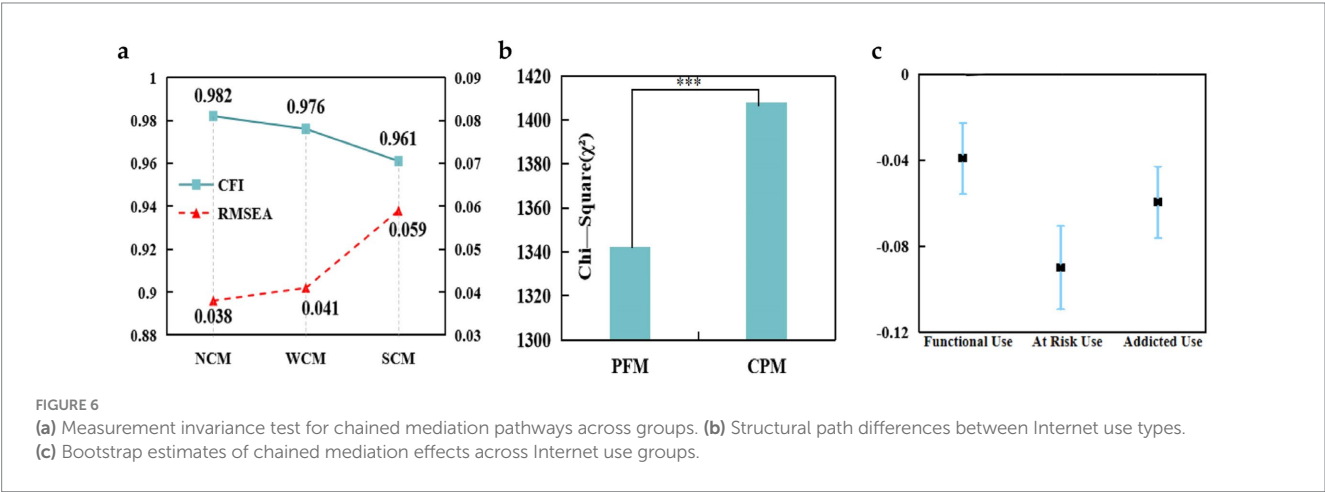 a
1
0.98
0.96
0.94
0.92
0.9
0.88
0.982
0.976
0.961
CFI
RMSEA
0.038
0.041
0.059
0.09
0.08
0.07
0.06
0.05
0.04
0.03
NCM WCM SCM
b
Chi—Square(χ²)
1420
1400
1380
1360
1340
1320
1300
***
PFM CPM
c
0
-0.04
-0.08
-0.12
Functional Use At Risk Use Addicted Use
FIGURE 6
(a) Measurement invariance test for chained mediation pathways across groups. (b) Structural path differences between Internet use types.
(c) Bootstrap estimates of chained mediation effects across Internet use groups.